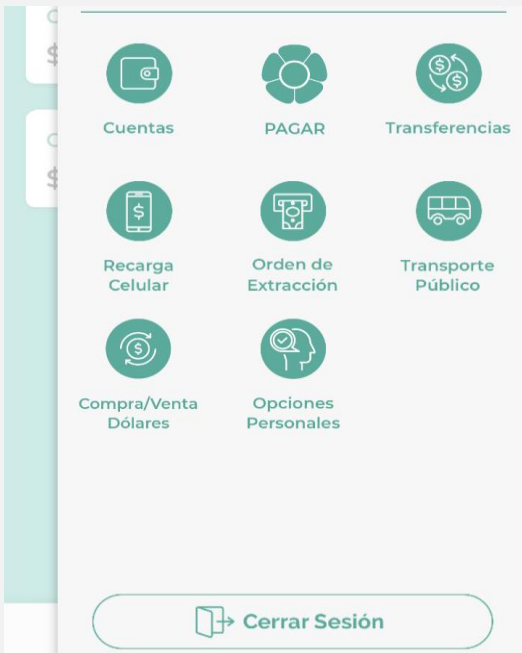 Cuentas
PAGAR
Transferencias
Recarga
Celular
Orden de
Extracción
Transporte
Público
Compra/Venta
Dólares
Opciones
Personales
Cerrar Sesión